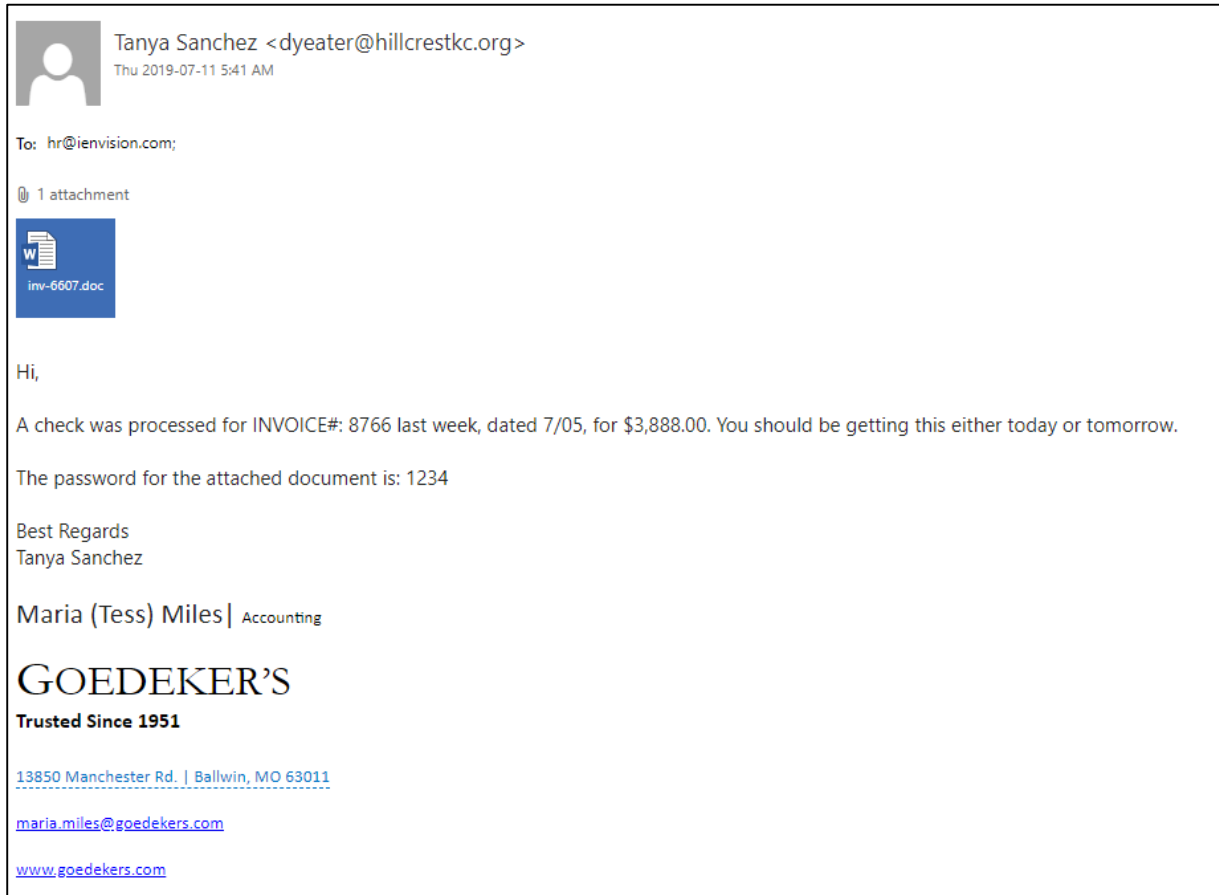 Tanya Sanchez <dyeater@hillcrestkc.org>
Thu 2019-07-11 5:41 AM
To: hr@ienvision.com;
1 attachment
W
inv-6607.doc
Hi,
A check was processed for INVOICE#: 8766 last week, dated 7/05, for $3,888.00. You should be getting this either today or tomorrow.
The password for the attached document is: 1234
Best Regards
Tanya Sanchez
Maria (Tess) Miles| Accounting
GOEDEKER'S
Trusted Since 1951
13850 Manchester Rd. | Ballwin, MO 63011
maria.miles@goedekers.com
www.goedekers.com